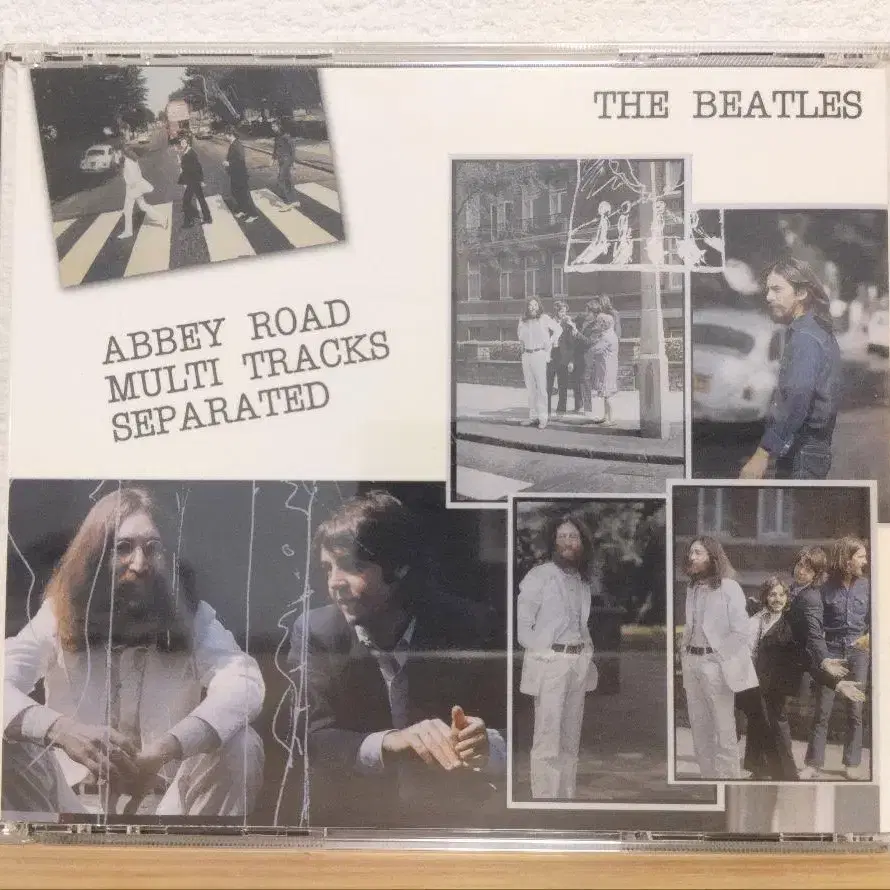 THE BEATLES
ABBEY ROAD
MULTI TRACKS
SEPARATED